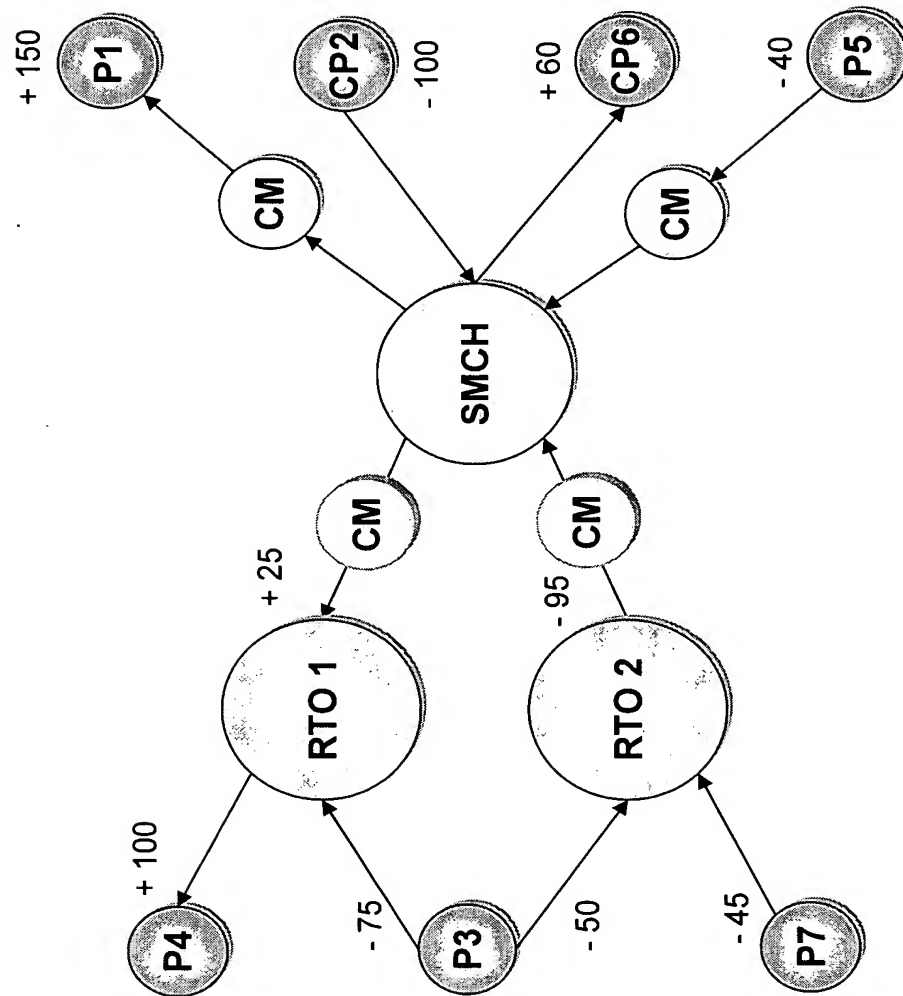 + 150
P1
+ 100
P4
+ 25
CM
RTO 1
CP2
- 75
CM
- 100
P3
SMCH
+ 60
- 95
- 50
CM
CP6
RTO 2
CM
- 45
- 40
P7
P5